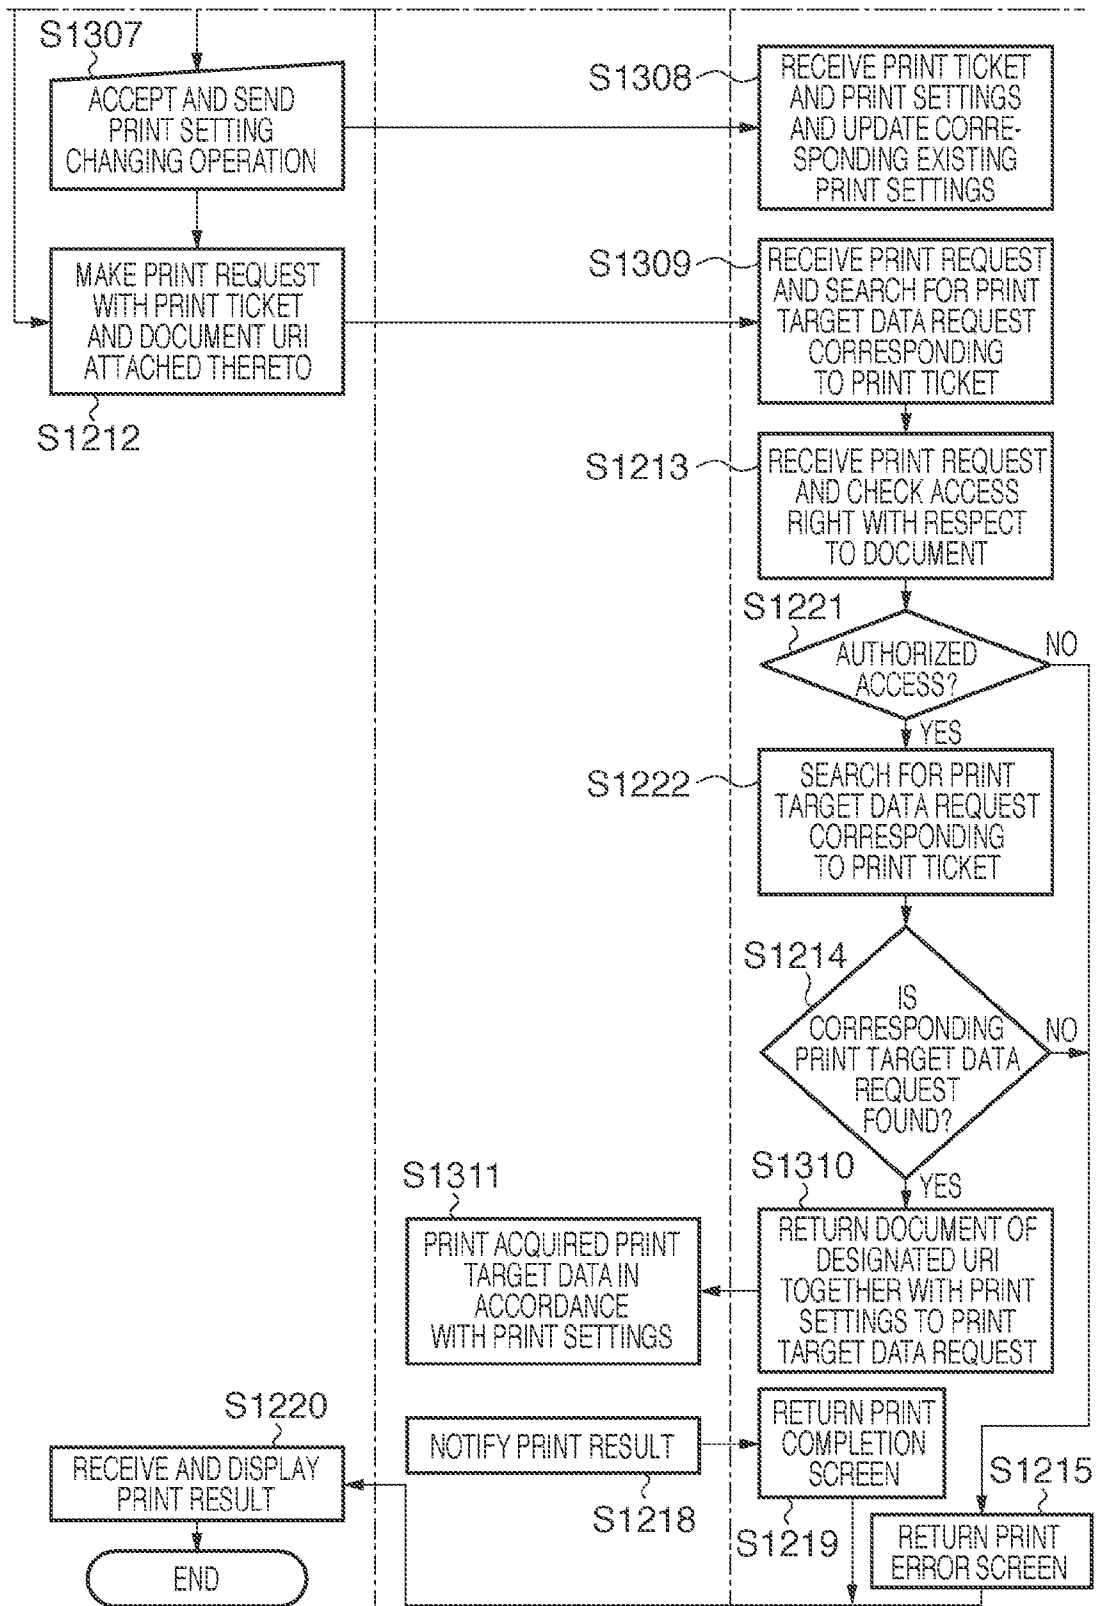 S1307
ACCEPT AND SEND
PRINT SETTING
CHANGING OPERATION
S1308
RECEIVE PRINT TICKET
AND PRINT SETTINGS
AND UPDATE CORRE-
SPONDING EXISTING
PRINT SETTINGS
MAKE PRINT REQUEST
WITH PRINT TICKET
AND DOCUMENT URI
ATTACHED THERETO
S1212
S1309
RECEIVE PRINT REQUEST
AND SEARCH FOR PRINT
TARGET DATA REQUEST
CORRESPONDING
TO PRINT TICKET
S1213
RECEIVE PRINT REQUEST
AND CHECK ACCESS
RIGHT WITH RESPECT
TO DOCUMENT
S1221
AUTHORIZED
ACCESS?
NO
YES
S1222
SEARCH FOR PRINT
TARGET DATA REQUEST
CORRESPONDING
TO PRINT TICKET
S1214
IS
CORRESPONDING
PRINT TARGET DATA
REQUEST
FOUND?
NO
YES
S1310
RETURN DOCUMENT OF
DESIGNATED URI
TOGETHER WITH PRINT
SETTINGS TO PRINT
TARGET DATA REQUEST
S1311
PRINT ACQUIRED PRINT
TARGET DATA IN
ACCORDANCE
WITH PRINT SETTINGS
NOTIFY PRINT RESULT
S1218
RETURN PRINT
COMPLETION
SCREEN
S1219
S1215
RETURN PRINT
ERROR SCREEN
S1220
RECEIVE AND DISPLAY
PRINT RESULT
END